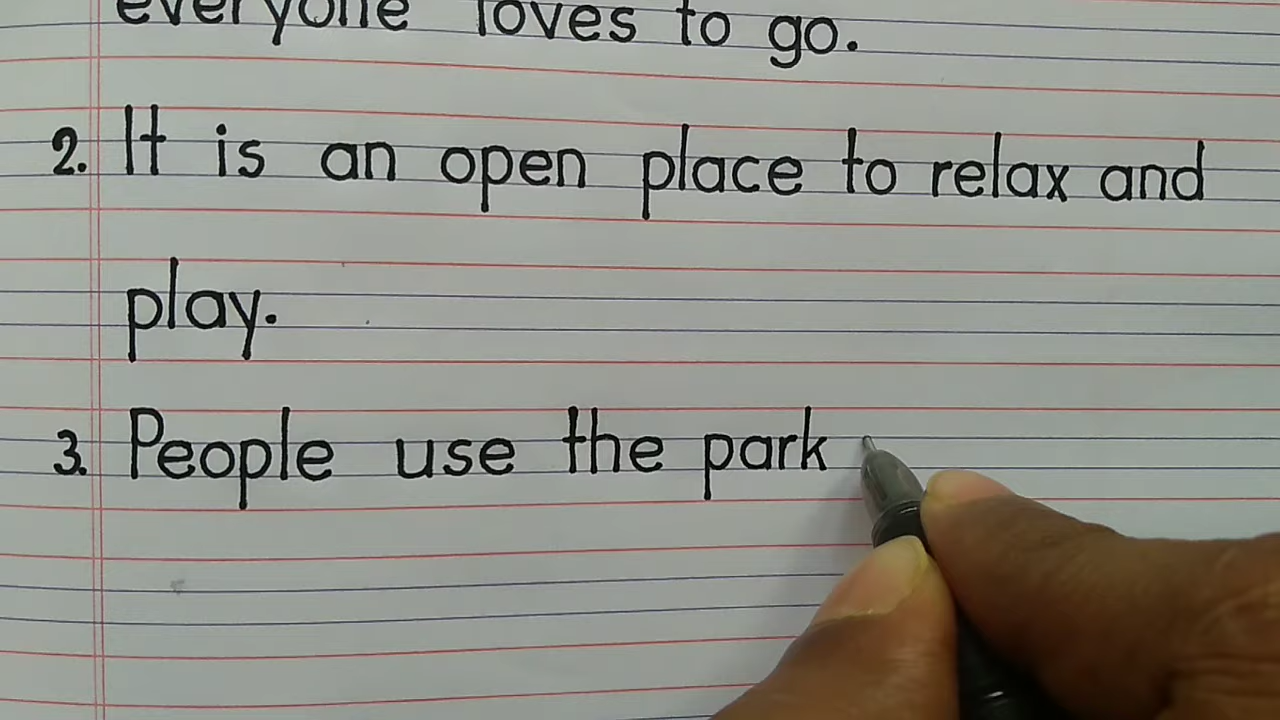 everyone loves to go.
2. It is an open place to relax and
play.
3. People use the park